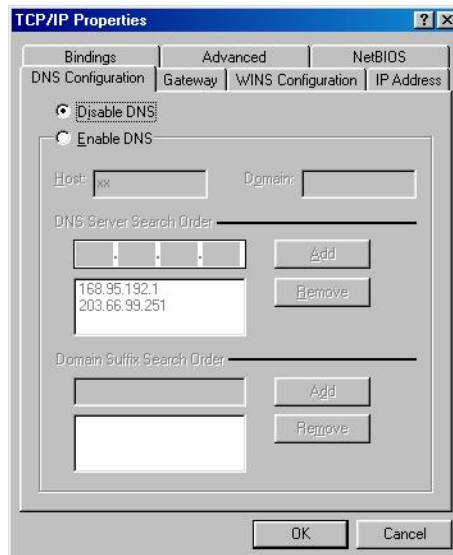 TCP/IP Properties
? ×
Bindings Advanced NetBIOS
DNS Configuration Gateway WINS Configuration IP Address
Disable DNS
Enable DNS
Host: xx Domain:
DNS Server Search Order
. . .
Add
168.95.192.1
203.66.99.251
Remove
Domain Suffix Search Order
Add
Remove
OK Cancel